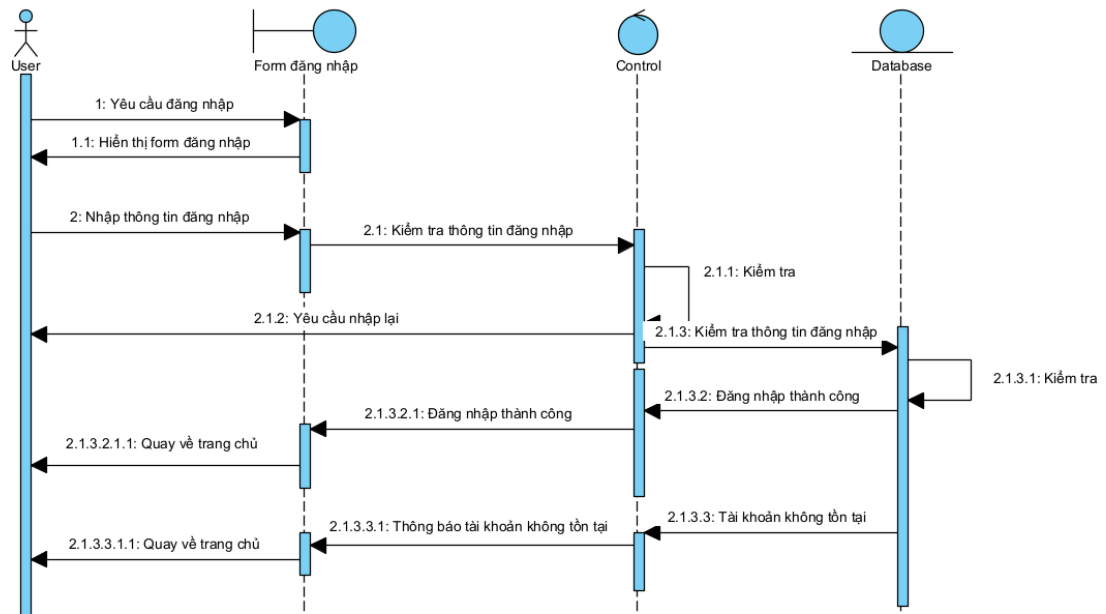 User
Form đăng nhập
Control
Database
1: Yêu cầu đăng nhập
1.1: Hiển thị form đăng nhập
2: Nhập thông tin đăng nhập
2.1: Kiểm tra thông tin đăng nhập
2.1.1: Kiểm tra
2.1.2: Yêu cầu nhập lại
2.1.3: Kiểm tra thông tin đăng nhập
2.1.3.1: Kiểm tra
2.1.3.2: Đăng nhập thành công
2.1.3.2.1: Đăng nhập thành công
2.1.3.2.1.1: Quay về trang chủ
2.1.3.3: Tài khoản không tồn tại
2.1.3.3.1: Thông báo tài khoản không tồn tại
2.1.3.3.1.1: Quay về trang chủ